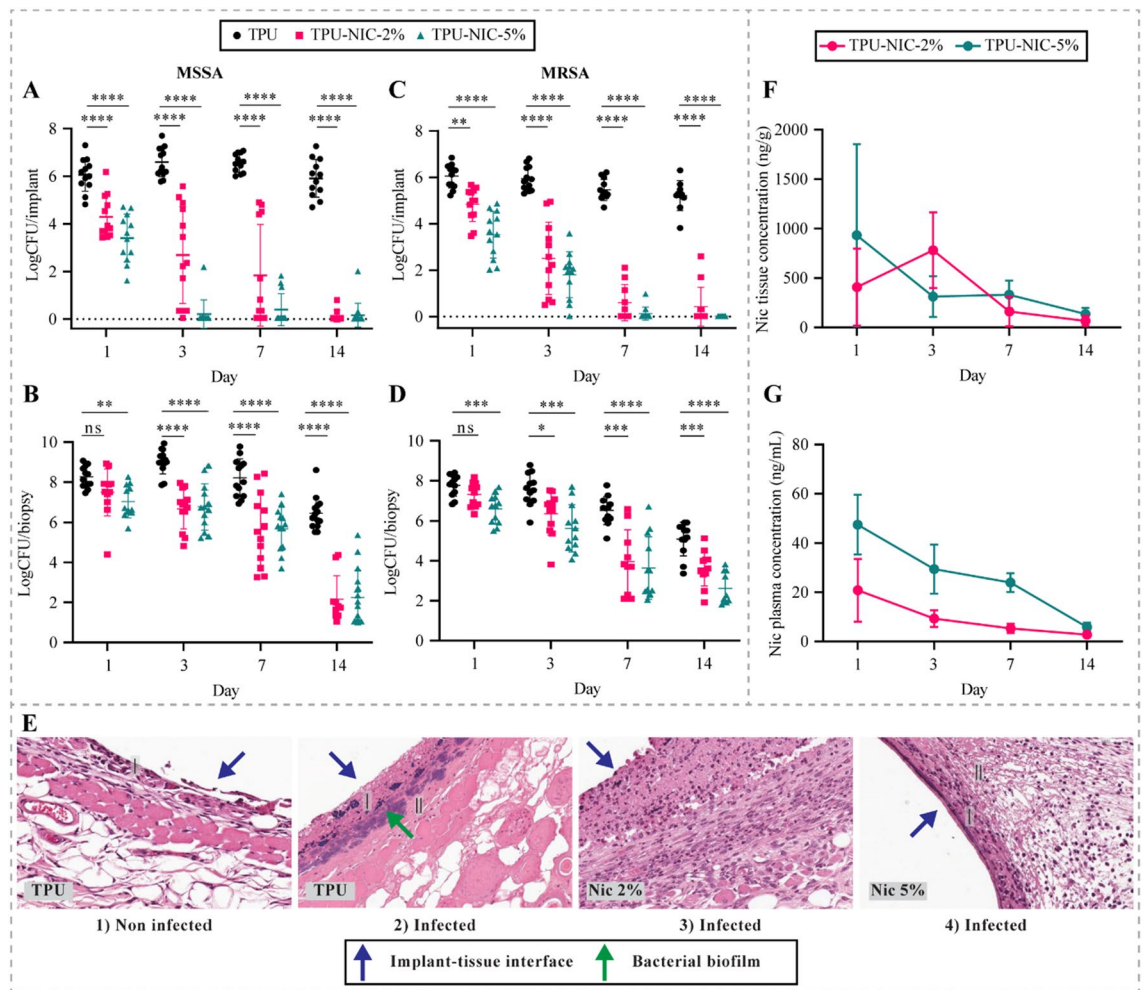 TPU TPU-NIC-2% TPU-NIC-5%
TPU-NIC-2% TPU-NIC-5%
MSSA
MRSA
A
**** **** **** ****
**** **** **** ****
LogCFU/implant
8
6
4
2
0
1 3 7 14
Day
C
**** **** **** ****
** **** **** ****
LogCFU/implant
8
6
4
2
0
1 3 7 14
Day
F
Nic tissue concentration (ng/g)
2000
1500
1000
500
0
1 3 7 14
Day
B
** **** **** ****
ns **** **** ****
LogCFU/biopsy
10
8
6
4
2
0
1 3 7 14
Day
D
*** *** **** ****
ns * *** ***
LogCFU/biopsy
10
8
6
4
2
0
1 3 7 14
Day
G
Nic plasma concentration (ng/mL)
80
60
40
20
0
1 3 7 14
Day
E
I
TPU
I II
TPU
Nic 2%
II
I
Nic 5%
1) Non infected 2) Infected 3) Infected 4) Infected
Implant-tissue interface Bacterial biofilm